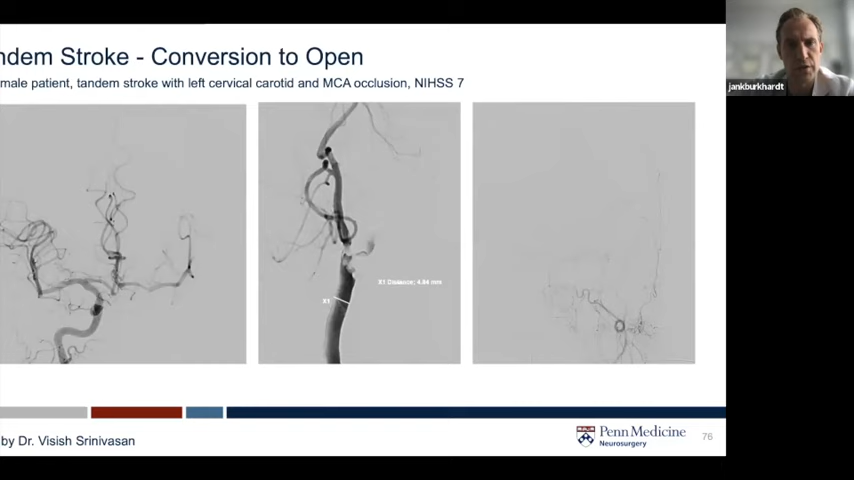 ndem Stroke - Conversion to Open
male patient, tandem stroke with left cervical carotid and MCA occlusion, NIHSS 7
jankburkhardt
X1 Distance: 4.94 mm
X1
by Dr. Visish Srinivasan
Penn Medicine
Neurosurgery
76